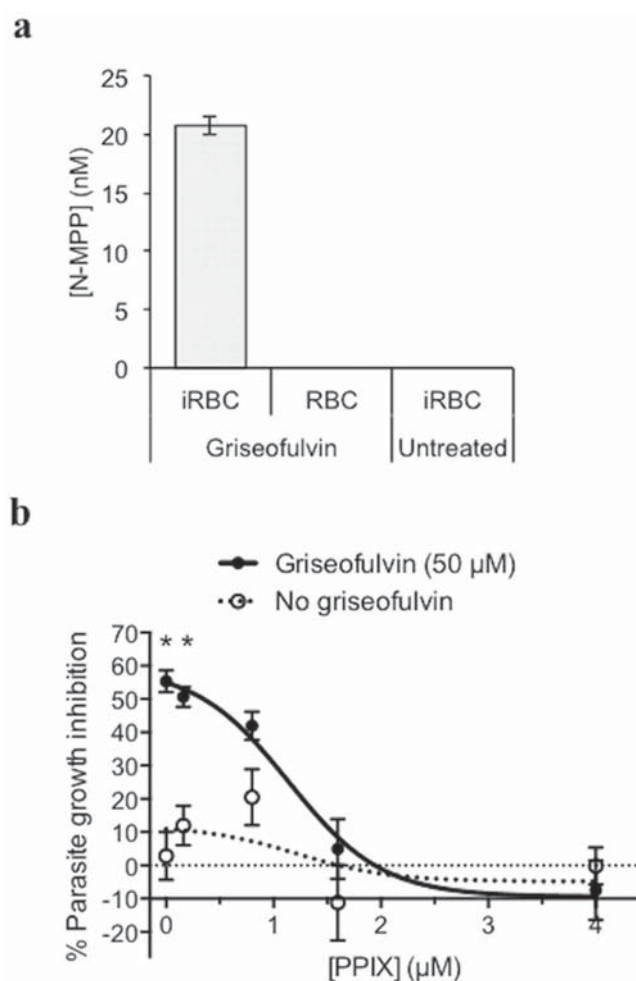 a
25
20
15
10
5
0
[N-MPP] (nM)
iRBC RBC iRBC
Griseofulvin Untreated
b
Griseofulvin (50 µM)
No griseofulvin
70
60
50
40
30
20
10
0
-10
-20
% Parasite growth inhibition
* *
0 1 2 3 4
[PPIX] (µM)